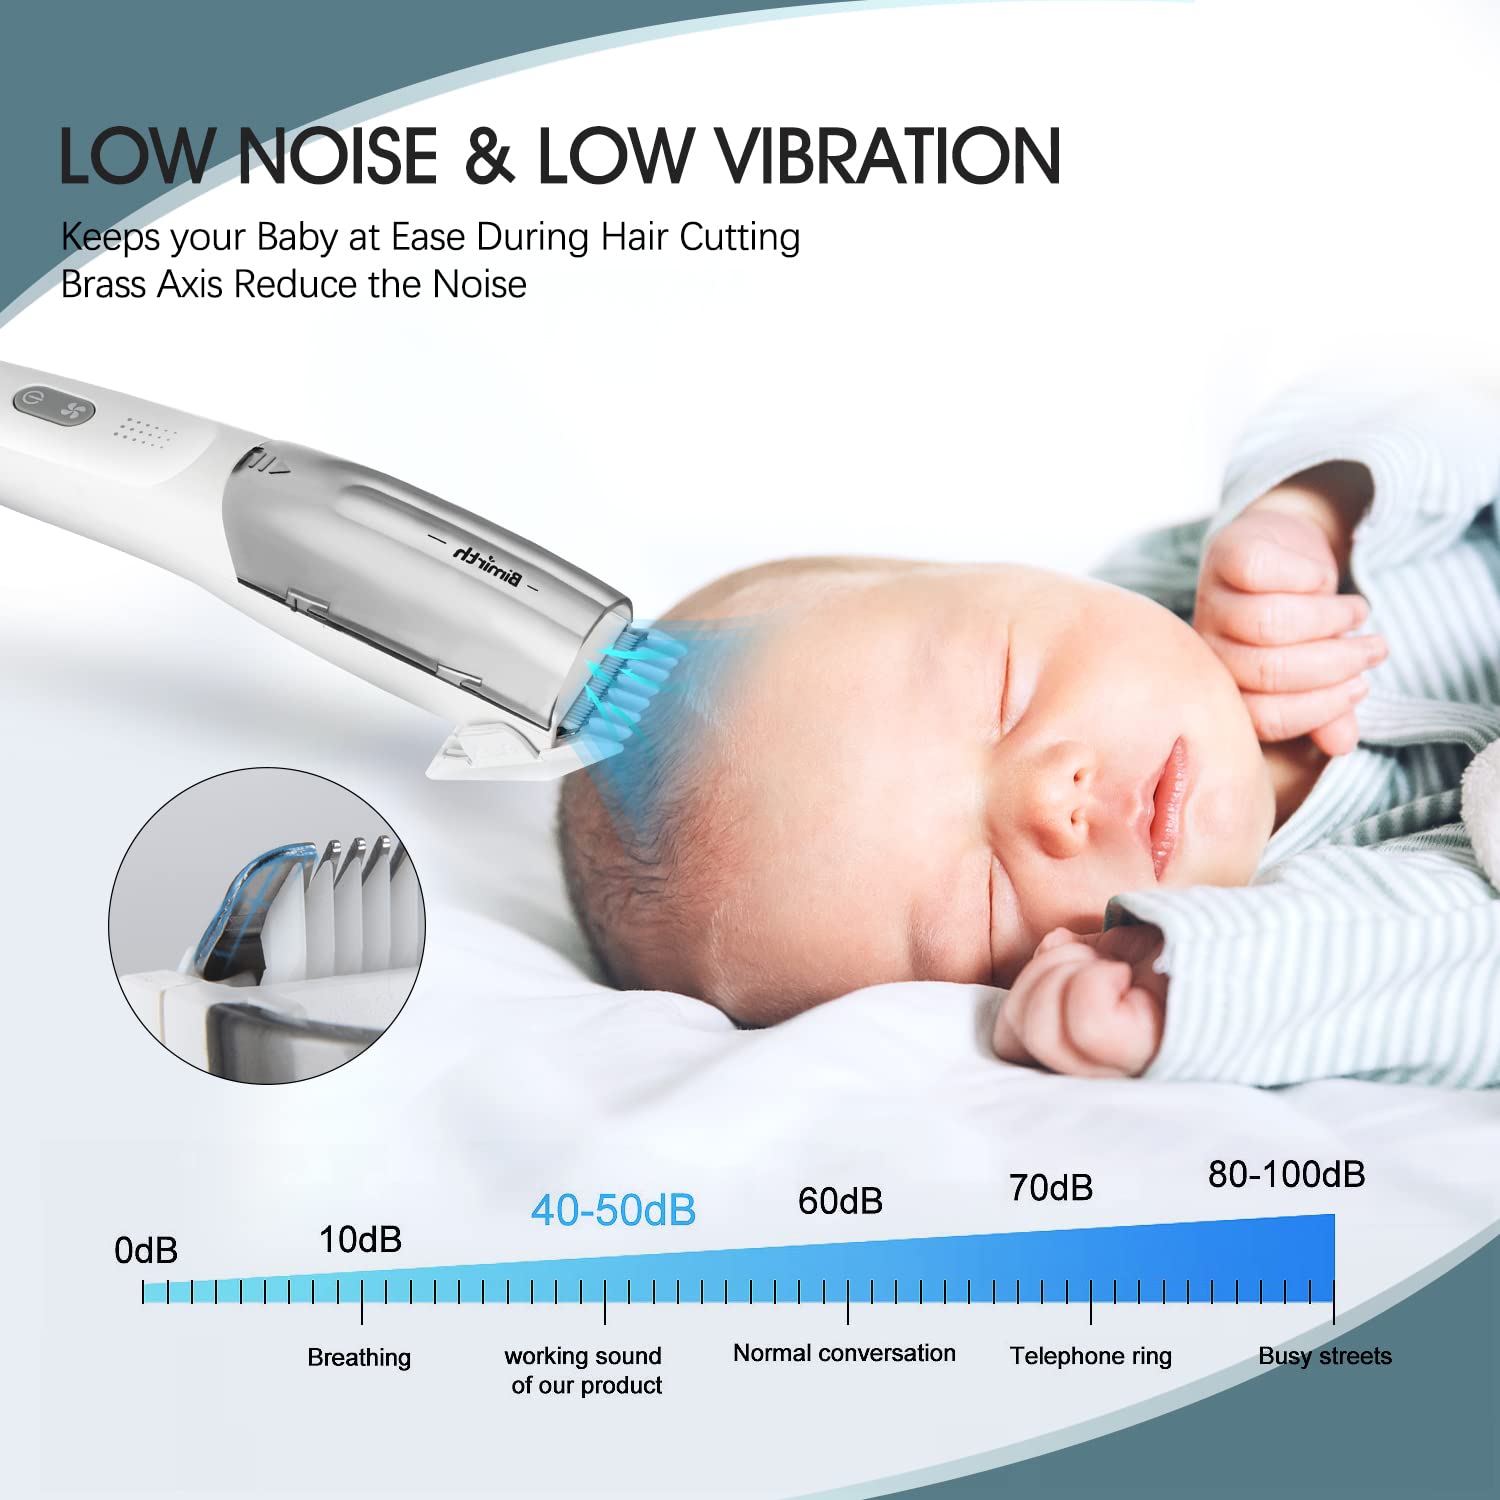 LOW NOISE & LOW VIBRATION
Keeps your Baby at Ease During Hair Cutting
Brass Axis Reduce the Noise
Bimirth
0dB
10dB
40-50dB
60dB
70dB
80-100dB
Breathing
working sound
of our product
Normal conversation
Telephone ring
Busy streets